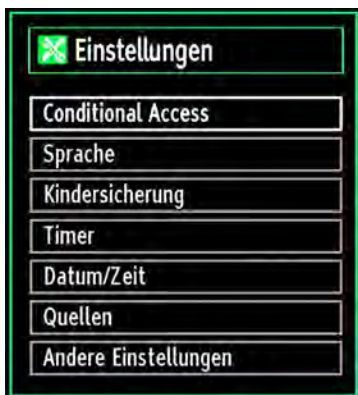 Einstellungen
Conditional Access
Sprache
Kindersicherung
Timer
Datum/Zeit
Quellen
Andere Einstellungen